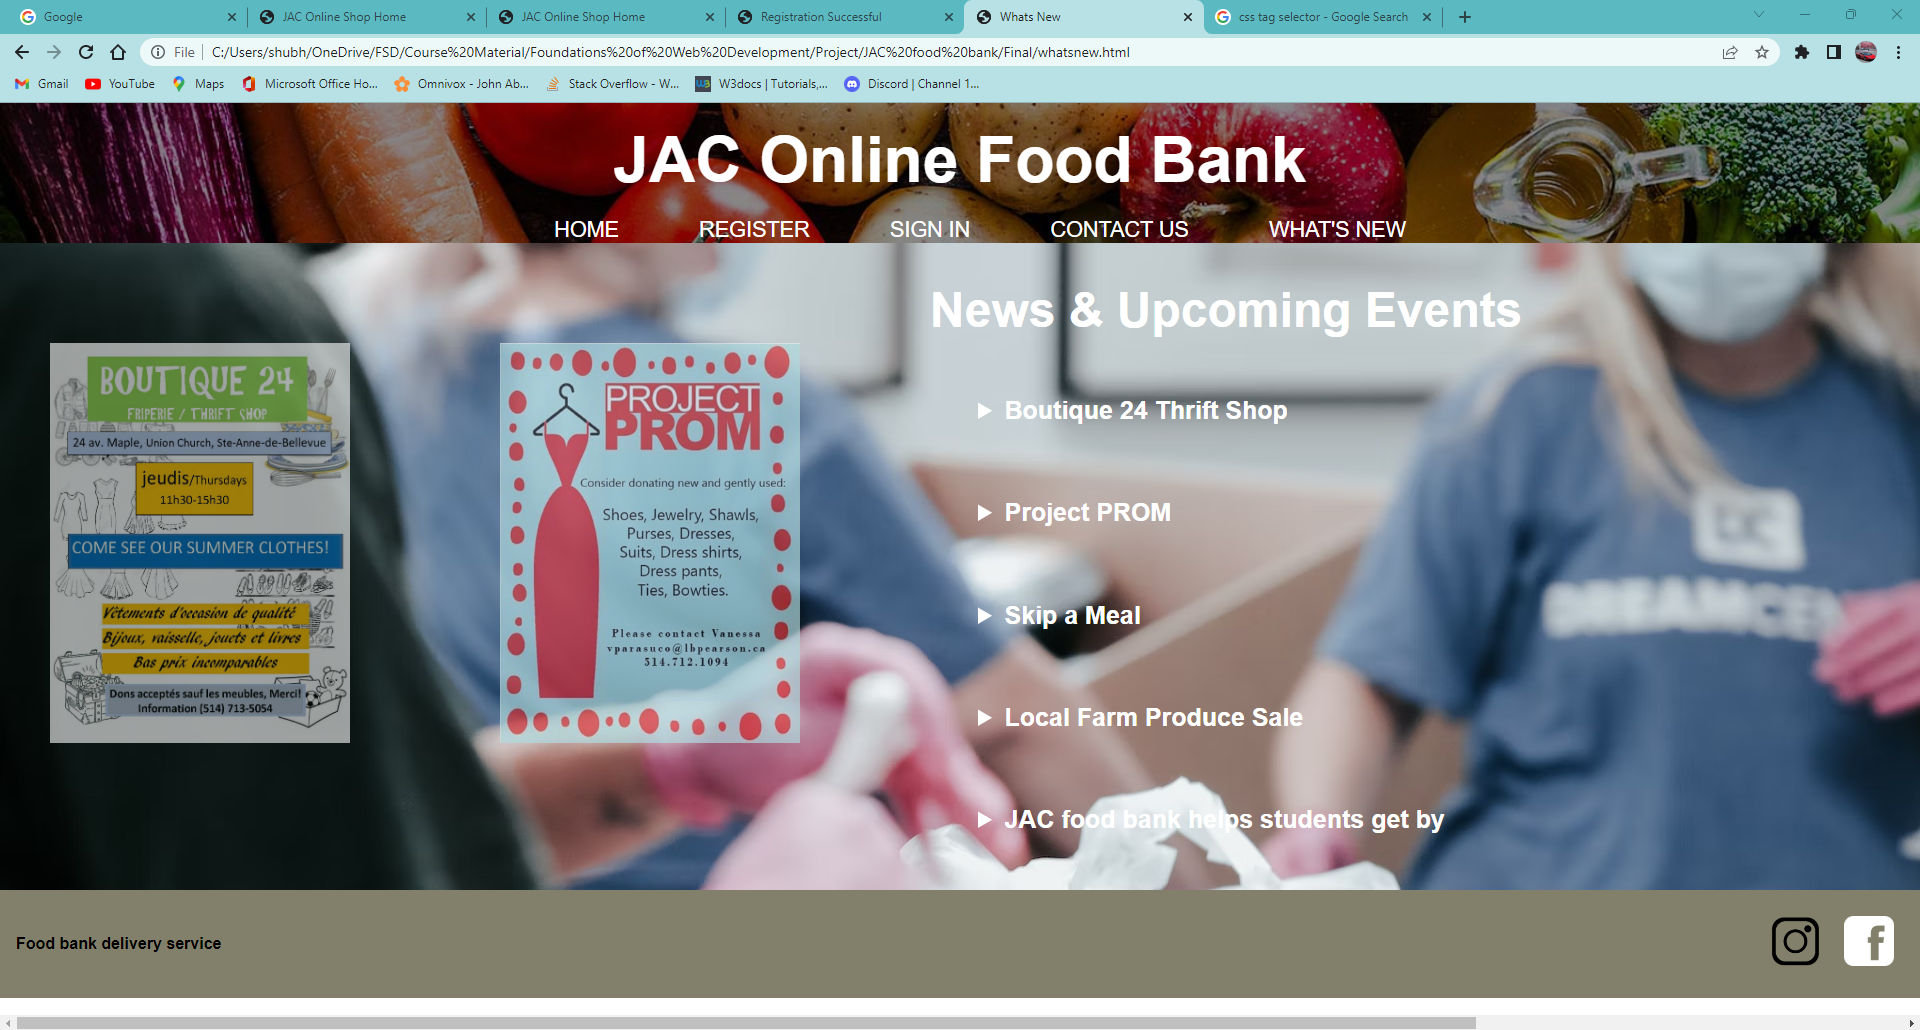 Google
JAC Online Shop Home
JAC Online Shop Home
Registration Successful
Whats New
css tag selector - Google Search
File
C:/Users/shubh/OneDrive/FSD/Course%20Material/Foundations%20of%20Web%20Development/Project/JAC%20food%20bank/Final/whatsnew.html
Gmail
YouTube
Maps
Microsoft Office Ho...
Omnivox - John Ab...
Stack Overflow - W...
W3docs | Tutorials,...
Discord | Channel 1...
JAC Online Food Bank
HOME REGISTER SIGN IN CONTACT US WHAT'S NEW
BOUTIQUE 24
FRIPERIE / THRIFT SHOP
24 av. Maple, Union Church, Ste-Anne-de-Bellevue
jeudis/Thursdays
11h30-15h30
COME SEE OUR SUMMER CLOTHES!
Vêtements d'occasion de qualité
Bijoux, vaisselle, jouets et livres
Bas prix incomparables
Dons acceptés sauf les meubles, Merci!
Information (514) 713-5054
PROJECT
PROM
Consider donating new and gently used:
Shoes, Jewelry, Shawls,
Purses, Dresses,
Suits, Dress shirts,
Dress pants,
Ties, Bowties.
Please contact Vanessa
vparasuco@lbpearson.ca
514.712.1094
News & Upcoming Events
Boutique 24 Thrift Shop
Project PROM
Skip a Meal
Local Farm Produce Sale
JAC food bank helps students get by
Food bank delivery service